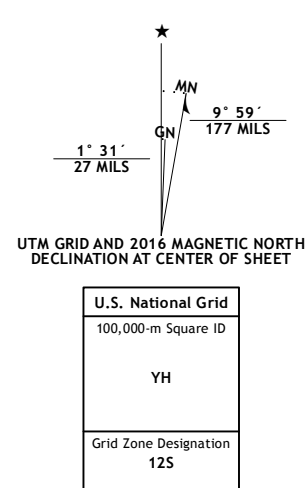 ★
MN
GN
9° 59´
177 MILS
1° 31´
27 MILS
UTM GRID AND 2016 MAGNETIC NORTH
DECLINATION AT CENTER OF SHEET
U.S. National Grid
100,000-m Square ID
YH
Grid Zone Designation
12S